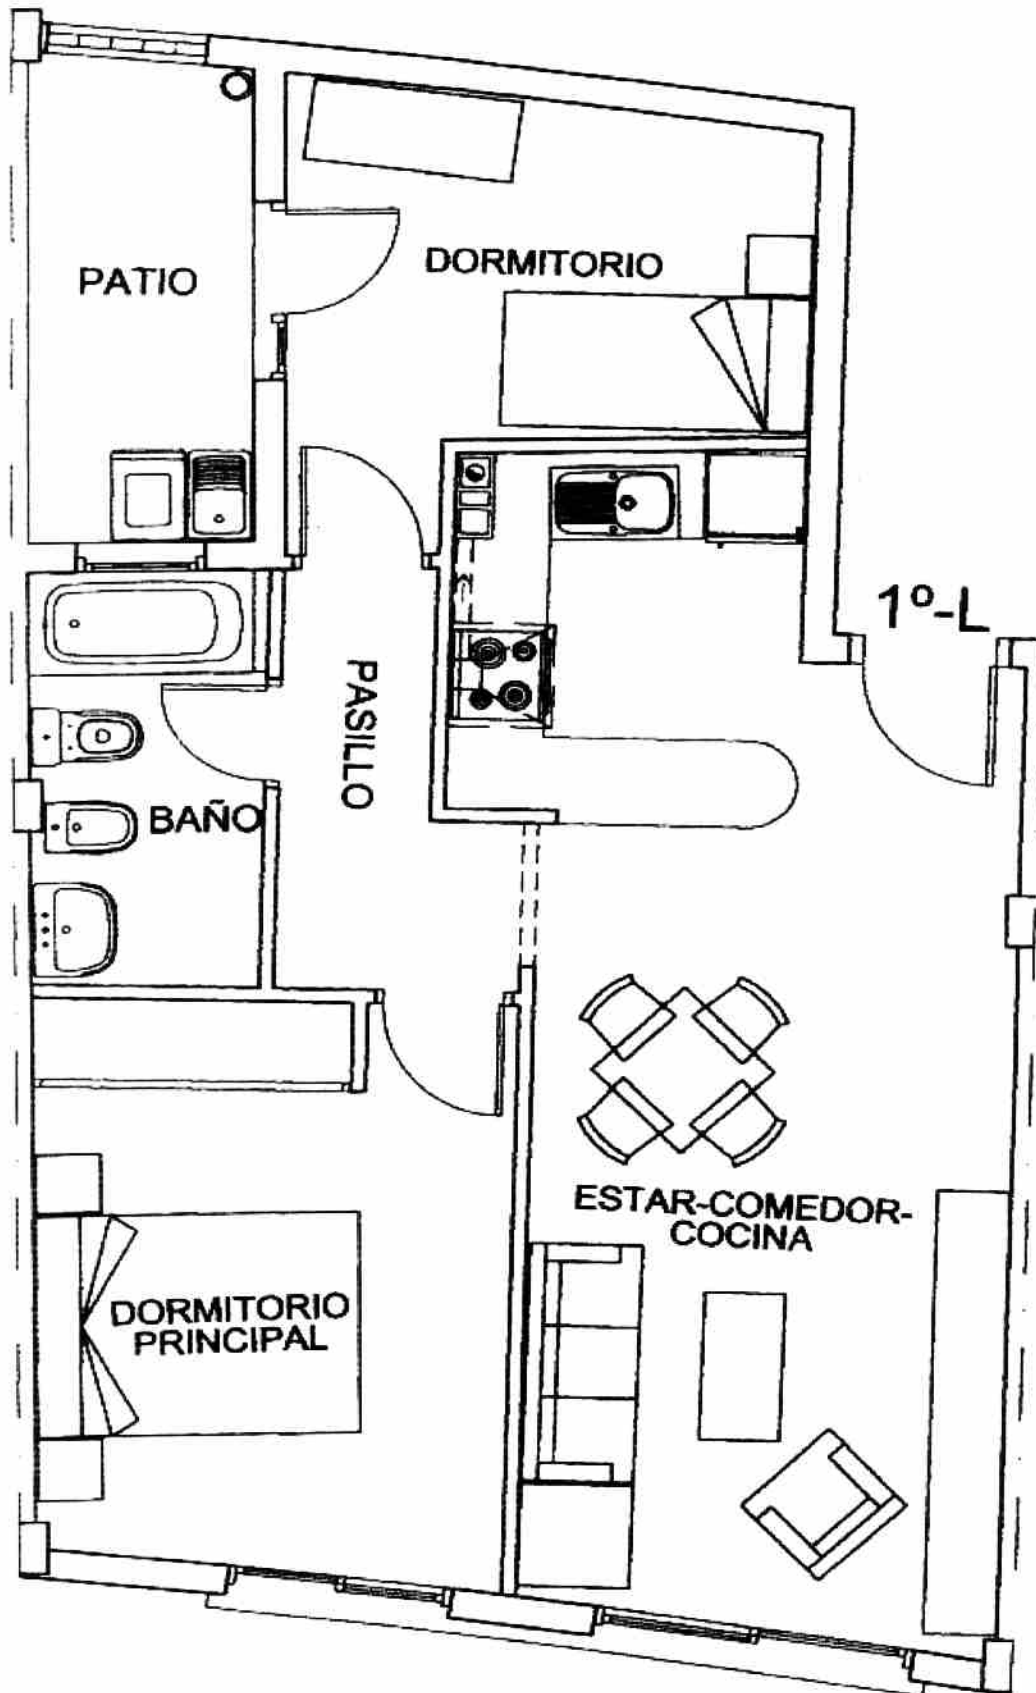 PATIO
DORMITORIO
1º-L
PASILLO
BAÑO
ESTAR-COMEDOR-
COCINA
DORMITORIO
PRINCIPAL